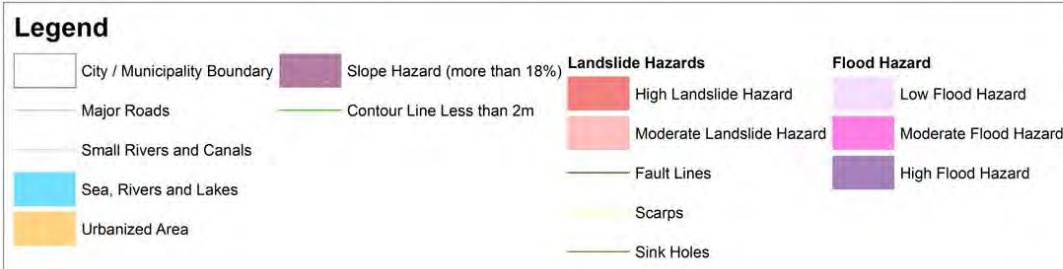 Legend
City / Municipality Boundary
Major Roads
Small Rivers and Canals
Sea, Rivers and Lakes
Urbanized Area
Slope Hazard (more than 18%)
Contour Line Less than 2m
Landslide Hazards
High Landslide Hazard
Moderate Landslide Hazard
Fault Lines
Scarps
Sink Holes
Flood Hazard
Low Flood Hazard
Moderate Flood Hazard
High Flood Hazard